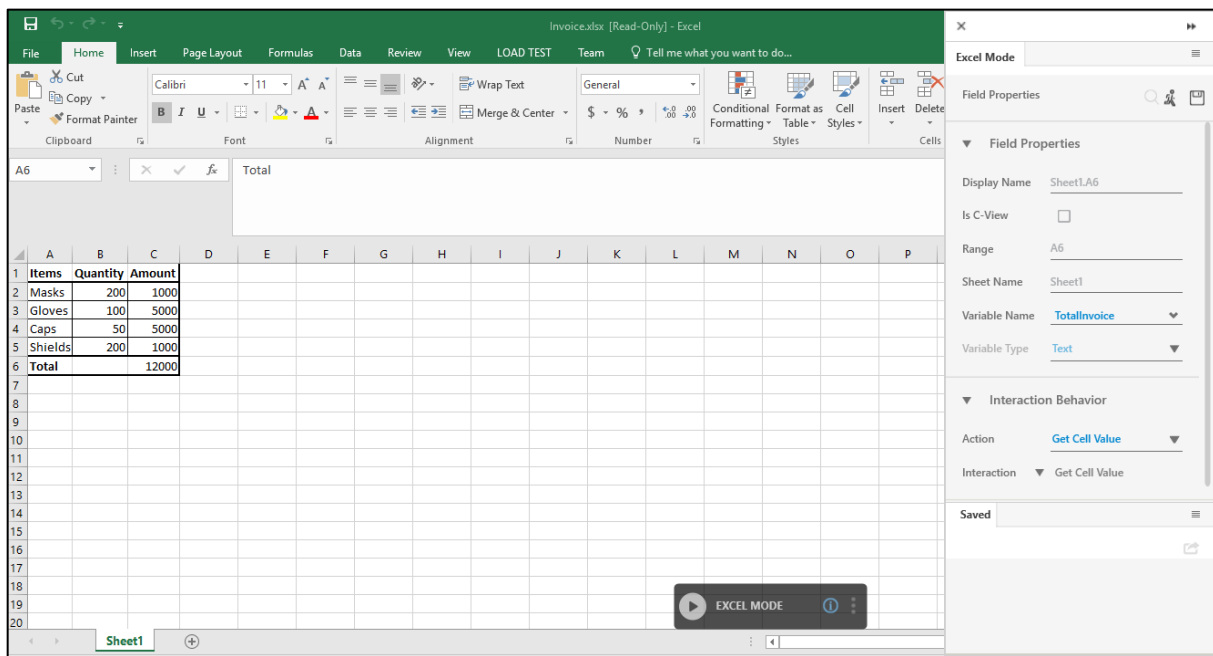 Invoice.xlsx [Read-Only] - Excel
File Home Insert Page Layout Formulas Data Review View LOAD TEST Team Tell me what you want to do...
Cut
Copy
Format Painter
Paste
Clipboard
Calibri 11 A A
B I U A
Font
Wrap Text
Merge & Center
Alignment
General
$ % , .0 .00 .00 .0
Number
Conditional Formatting
Format as Table
Cell Styles
Styles
Insert Delete
Cells
A6 fx Total
A B C D E F G H I J K L M N O P
1 Items Quantity Amount
2 Masks 200 1000
3 Gloves 100 5000
4 Caps 50 5000
5 Shields 200 1000
6 Total 12000
7
8
9
10
11
12
13
14
15
16
17
18
19
20
EXCEL MODE
Sheet1
Excel Mode
Field Properties
Field Properties
Display Name Sheet1.A6
Is C-View
Range A6
Sheet Name Sheet1
Variable Name TotalInvoice
Variable Type Text
Interaction Behavior
Action Get Cell Value
Interaction Get Cell Value
Saved